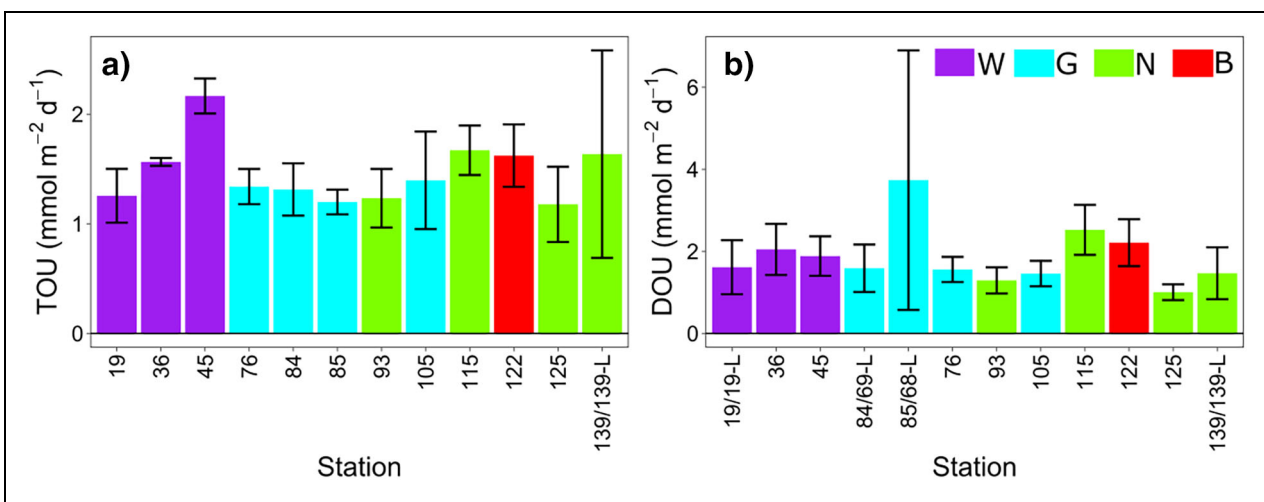 a)
TOU (mmol m⁻² d⁻¹)
2
1
0
19
36
45
76
84
85
93
105
115
122
125
139/139-L
Station
b)
W
G
N
B
DOU (mmol m⁻² d⁻¹)
6
4
2
0
19/19-L
36
45
84/69-L
85/68-L
76
93
105
115
122
125
139/139-L
Station